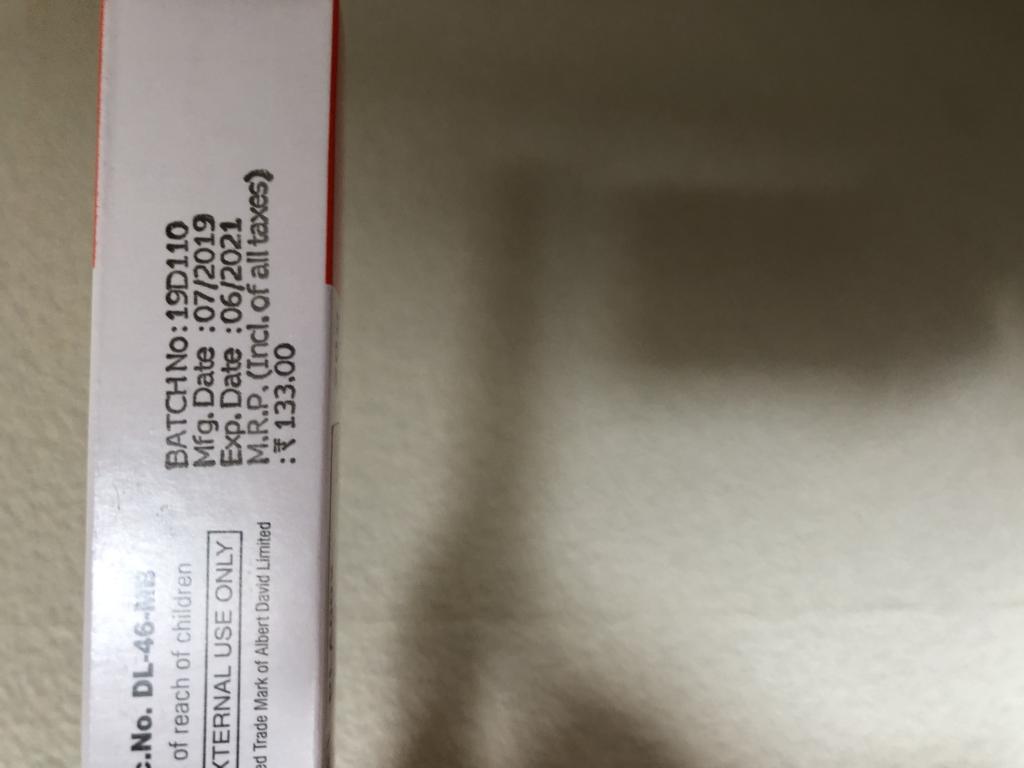 BATCH No : 19D110
Mfg. Date : 07/2019
Exp. Date : 06/2021
M.R.P. (Incl. of all taxes)
: ₹ 133.00
c.No. DL-46-MB
of reach of children
XTERNAL USE ONLY
ed Trade Mark of Albert David Limited